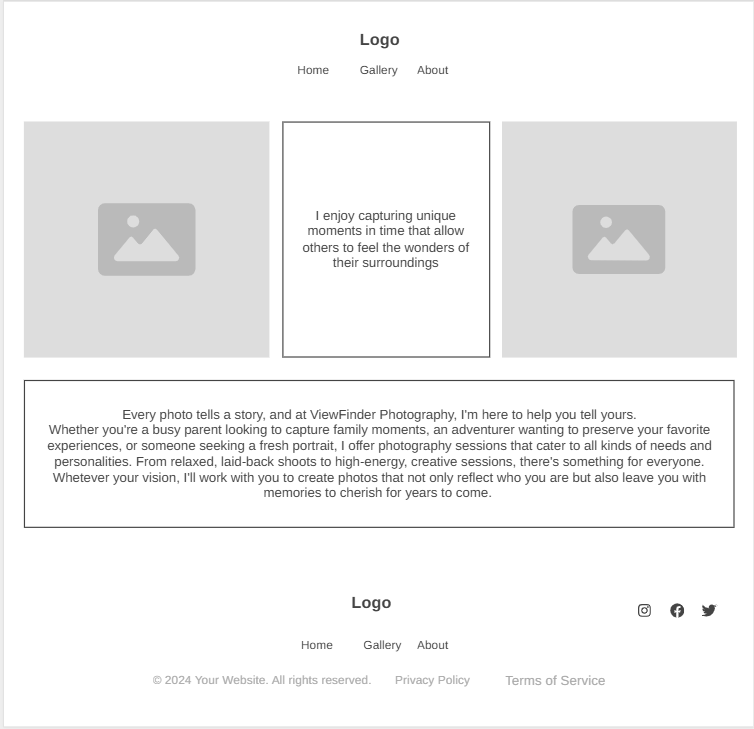 Logo
Home Gallery About
I enjoy capturing unique
moments in time that allow
others to feel the wonders of
their surroundings
Every photo tells a story, and at ViewFinder Photography, I'm here to help you tell yours.
Whether you're a busy parent looking to capture family moments, an adventurer wanting to preserve your favorite
experiences, or someone seeking a fresh portrait, I offer photography sessions that cater to all kinds of needs and
personalities. From relaxed, laid-back shoots to high-energy, creative sessions, there's something for everyone.
Whetever your vision, I'll work with you to create photos that not only reflect who you are but also leave you with
memories to cherish for years to come.
Logo
Home Gallery About
© 2024 Your Website. All rights reserved. Privacy Policy Terms of Service